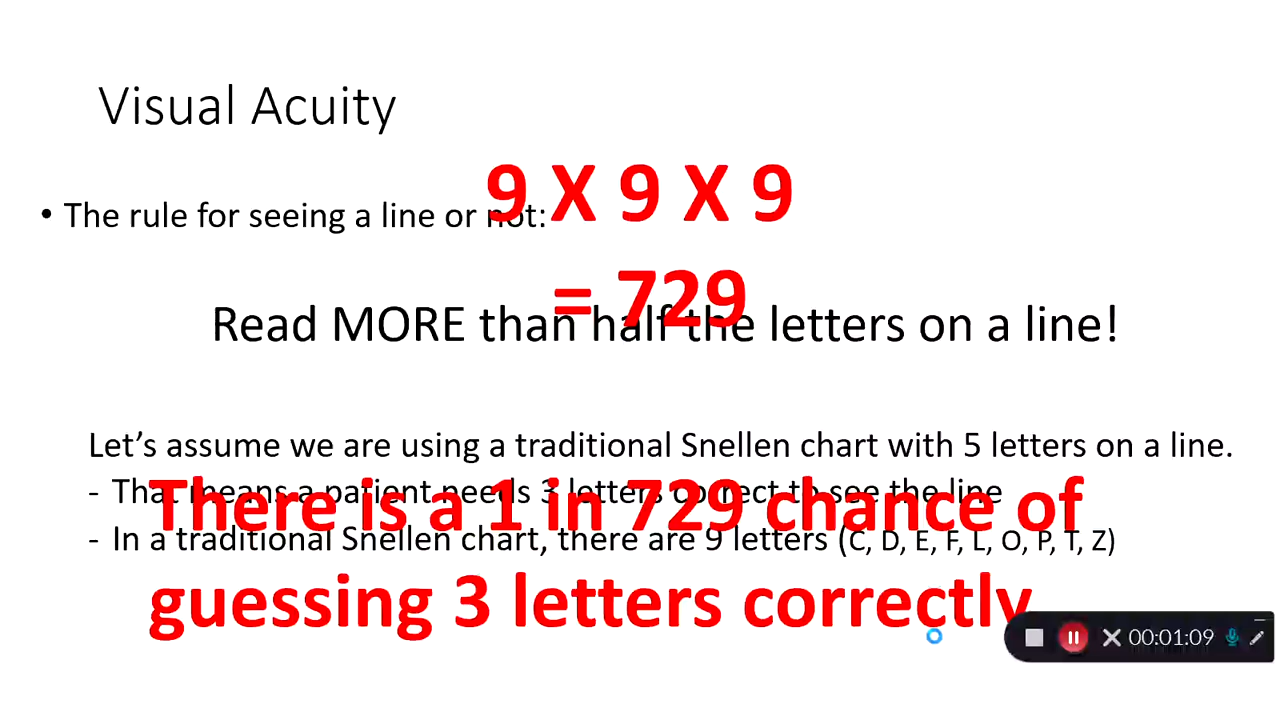 Visual Acuity
9 X 9 X 9
• The rule for seeing a line or not:
= 729
Read MORE than half the letters on a line!
Let’s assume we are using a traditional Snellen chart with 5 letters on a line.
- That means a patient needs 3 letters correct to see the line
There is a 1 in 729 chance of
- In a traditional Snellen chart, there are 9 letters (C, D, E, F, L, O, P, T, Z)
guessing 3 letters correctly
00:01:09